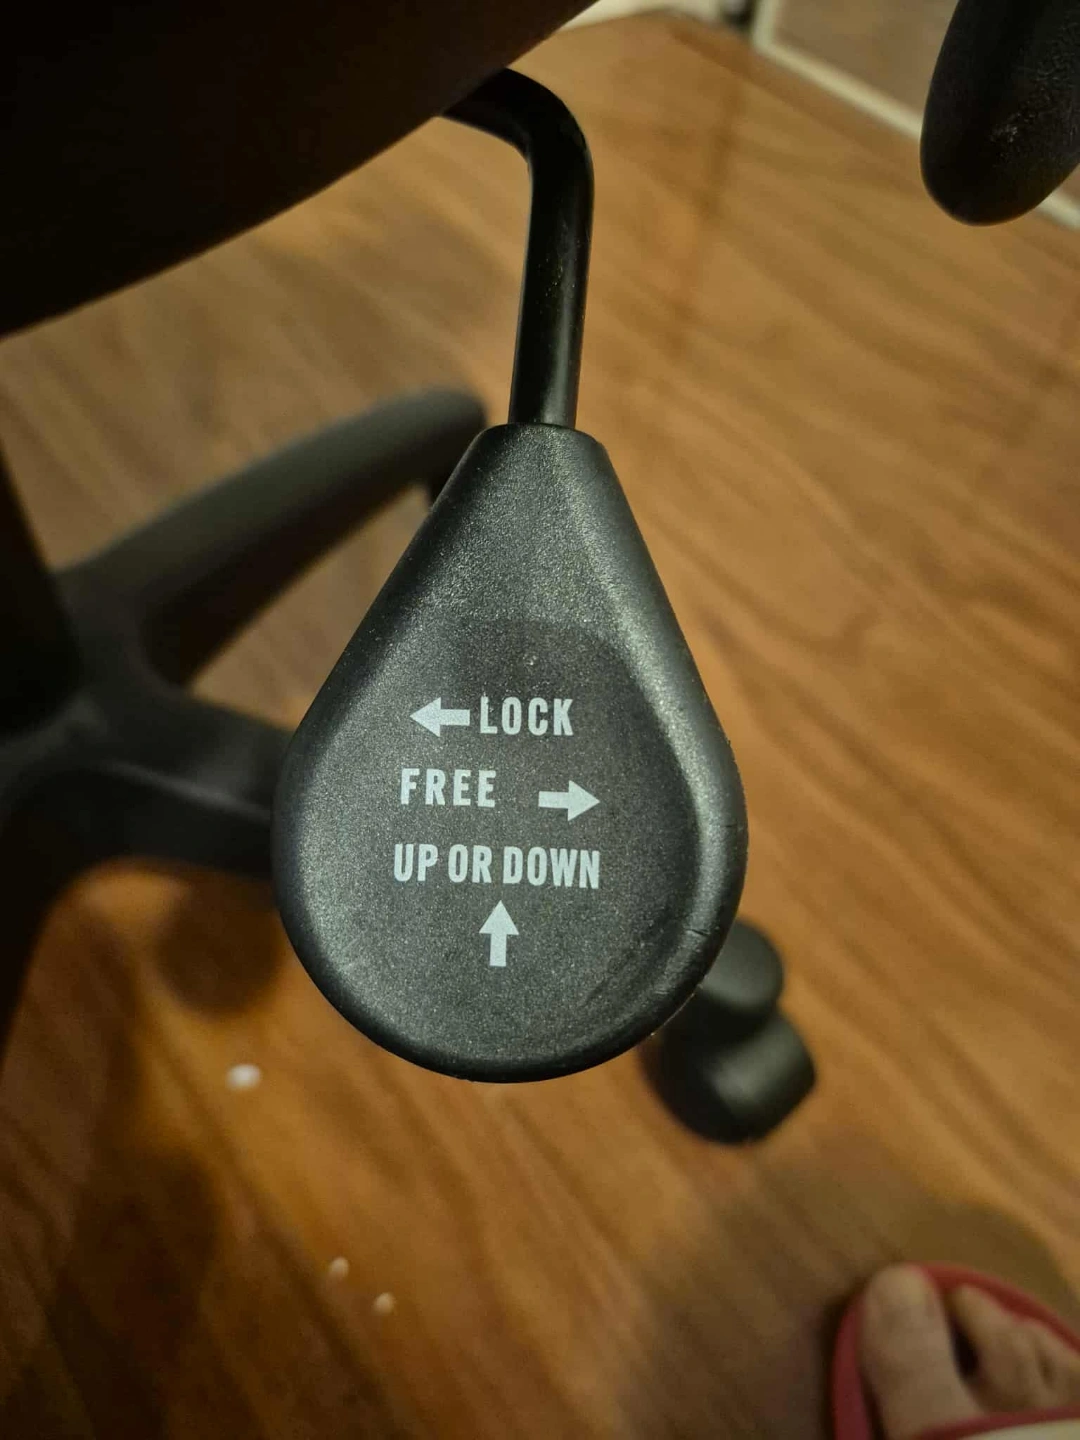 ← LOCK
FREE →
UP OR DOWN
↑